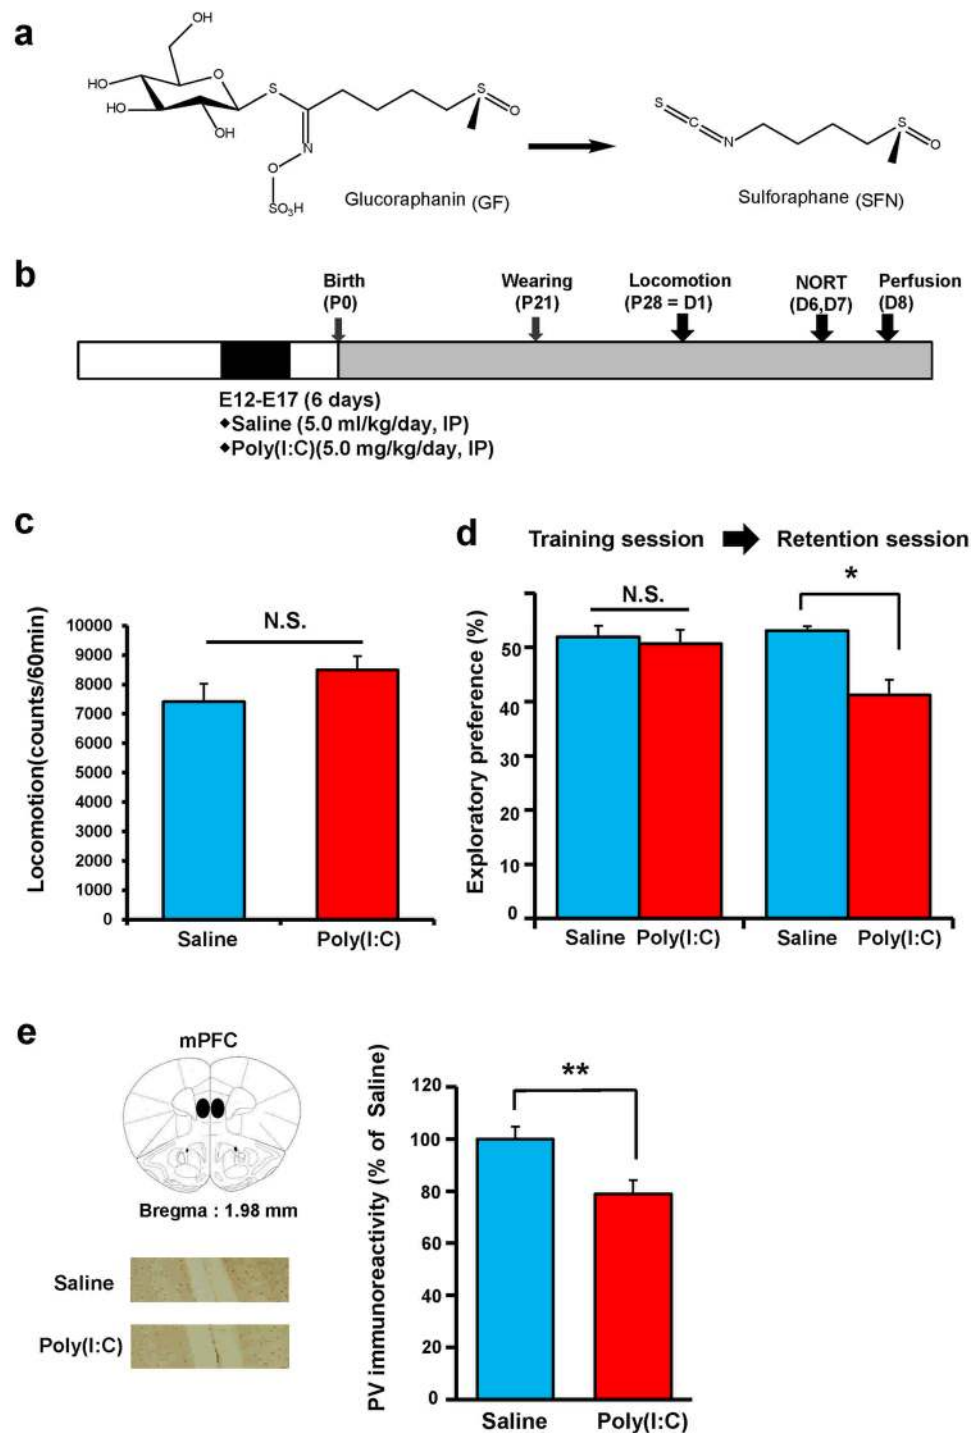 a
OH
HO
O
HO
OH
S
S
O
N
O
SO₃H
Glucoraphanin (GF)
S
C
N
S
O
Sulforaphane (SFN)
b
Birth
(P0)
Wearing
(P21)
Locomotion
(P28 = D1)
NORT
(D6,D7)
Perfusion
(D8)
E12-E17 (6 days)
◆Saline (5.0 ml/kg/day, IP)
◆Poly(I:C)(5.0 mg/kg/day, IP)
c
Locomotion(counts/60min)
10000
9000
8000
7000
6000
5000
4000
3000
2000
1000
0
N.S.
Saline
Poly(I:C)
d
Training session
Retention session
Exploratory preference (%)
50
40
30
20
10
0
N.S.
*
Saline Poly(I:C)
Saline Poly(I:C)
e
mPFC
Bregma : 1.98 mm
Saline
Poly(I:C)
PV immunoreactivity (% of Saline)
120
100
80
60
40
20
0
**
Saline
Poly(I:C)